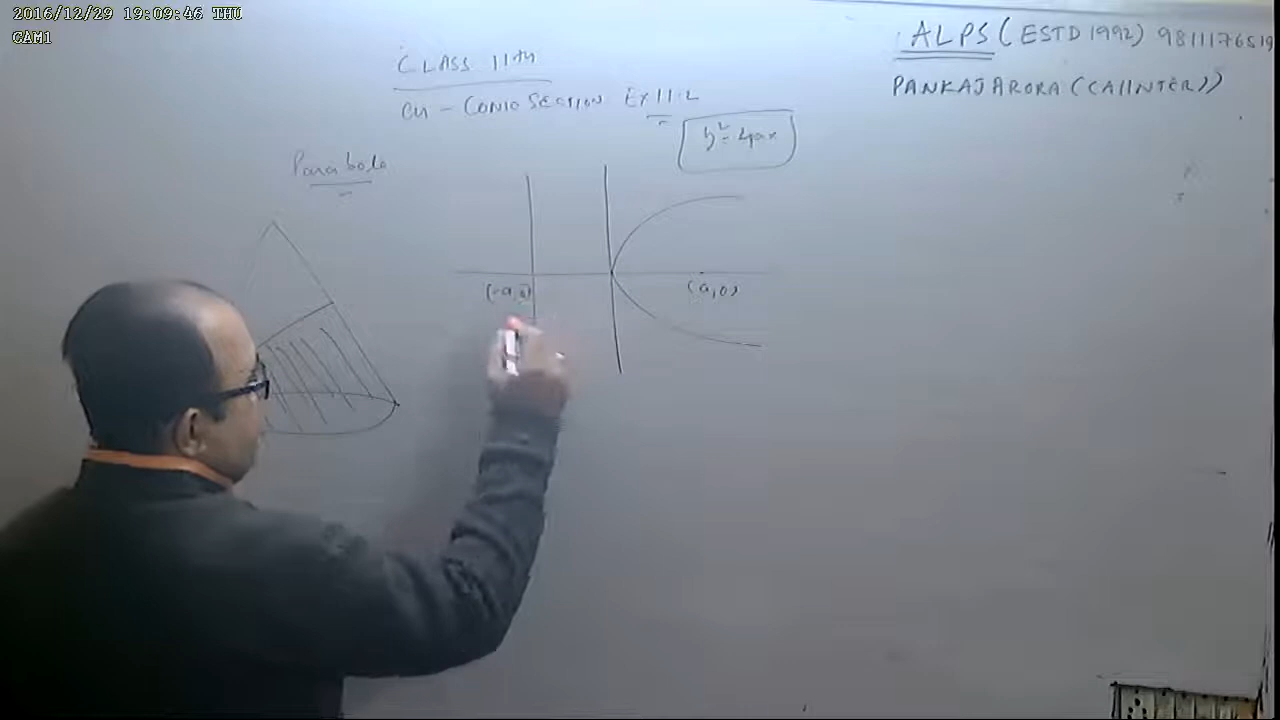 2016/12/29 19:09:46 THU
CAM1
ALPS (ESTD 1992) 9811176519
PANKAJ ARORA (CA(INTER))
CLASS 11th
CH - CONIC SECTION EX 11.2
y² = 4ax
Parabola
(-a,0)
(a,0)